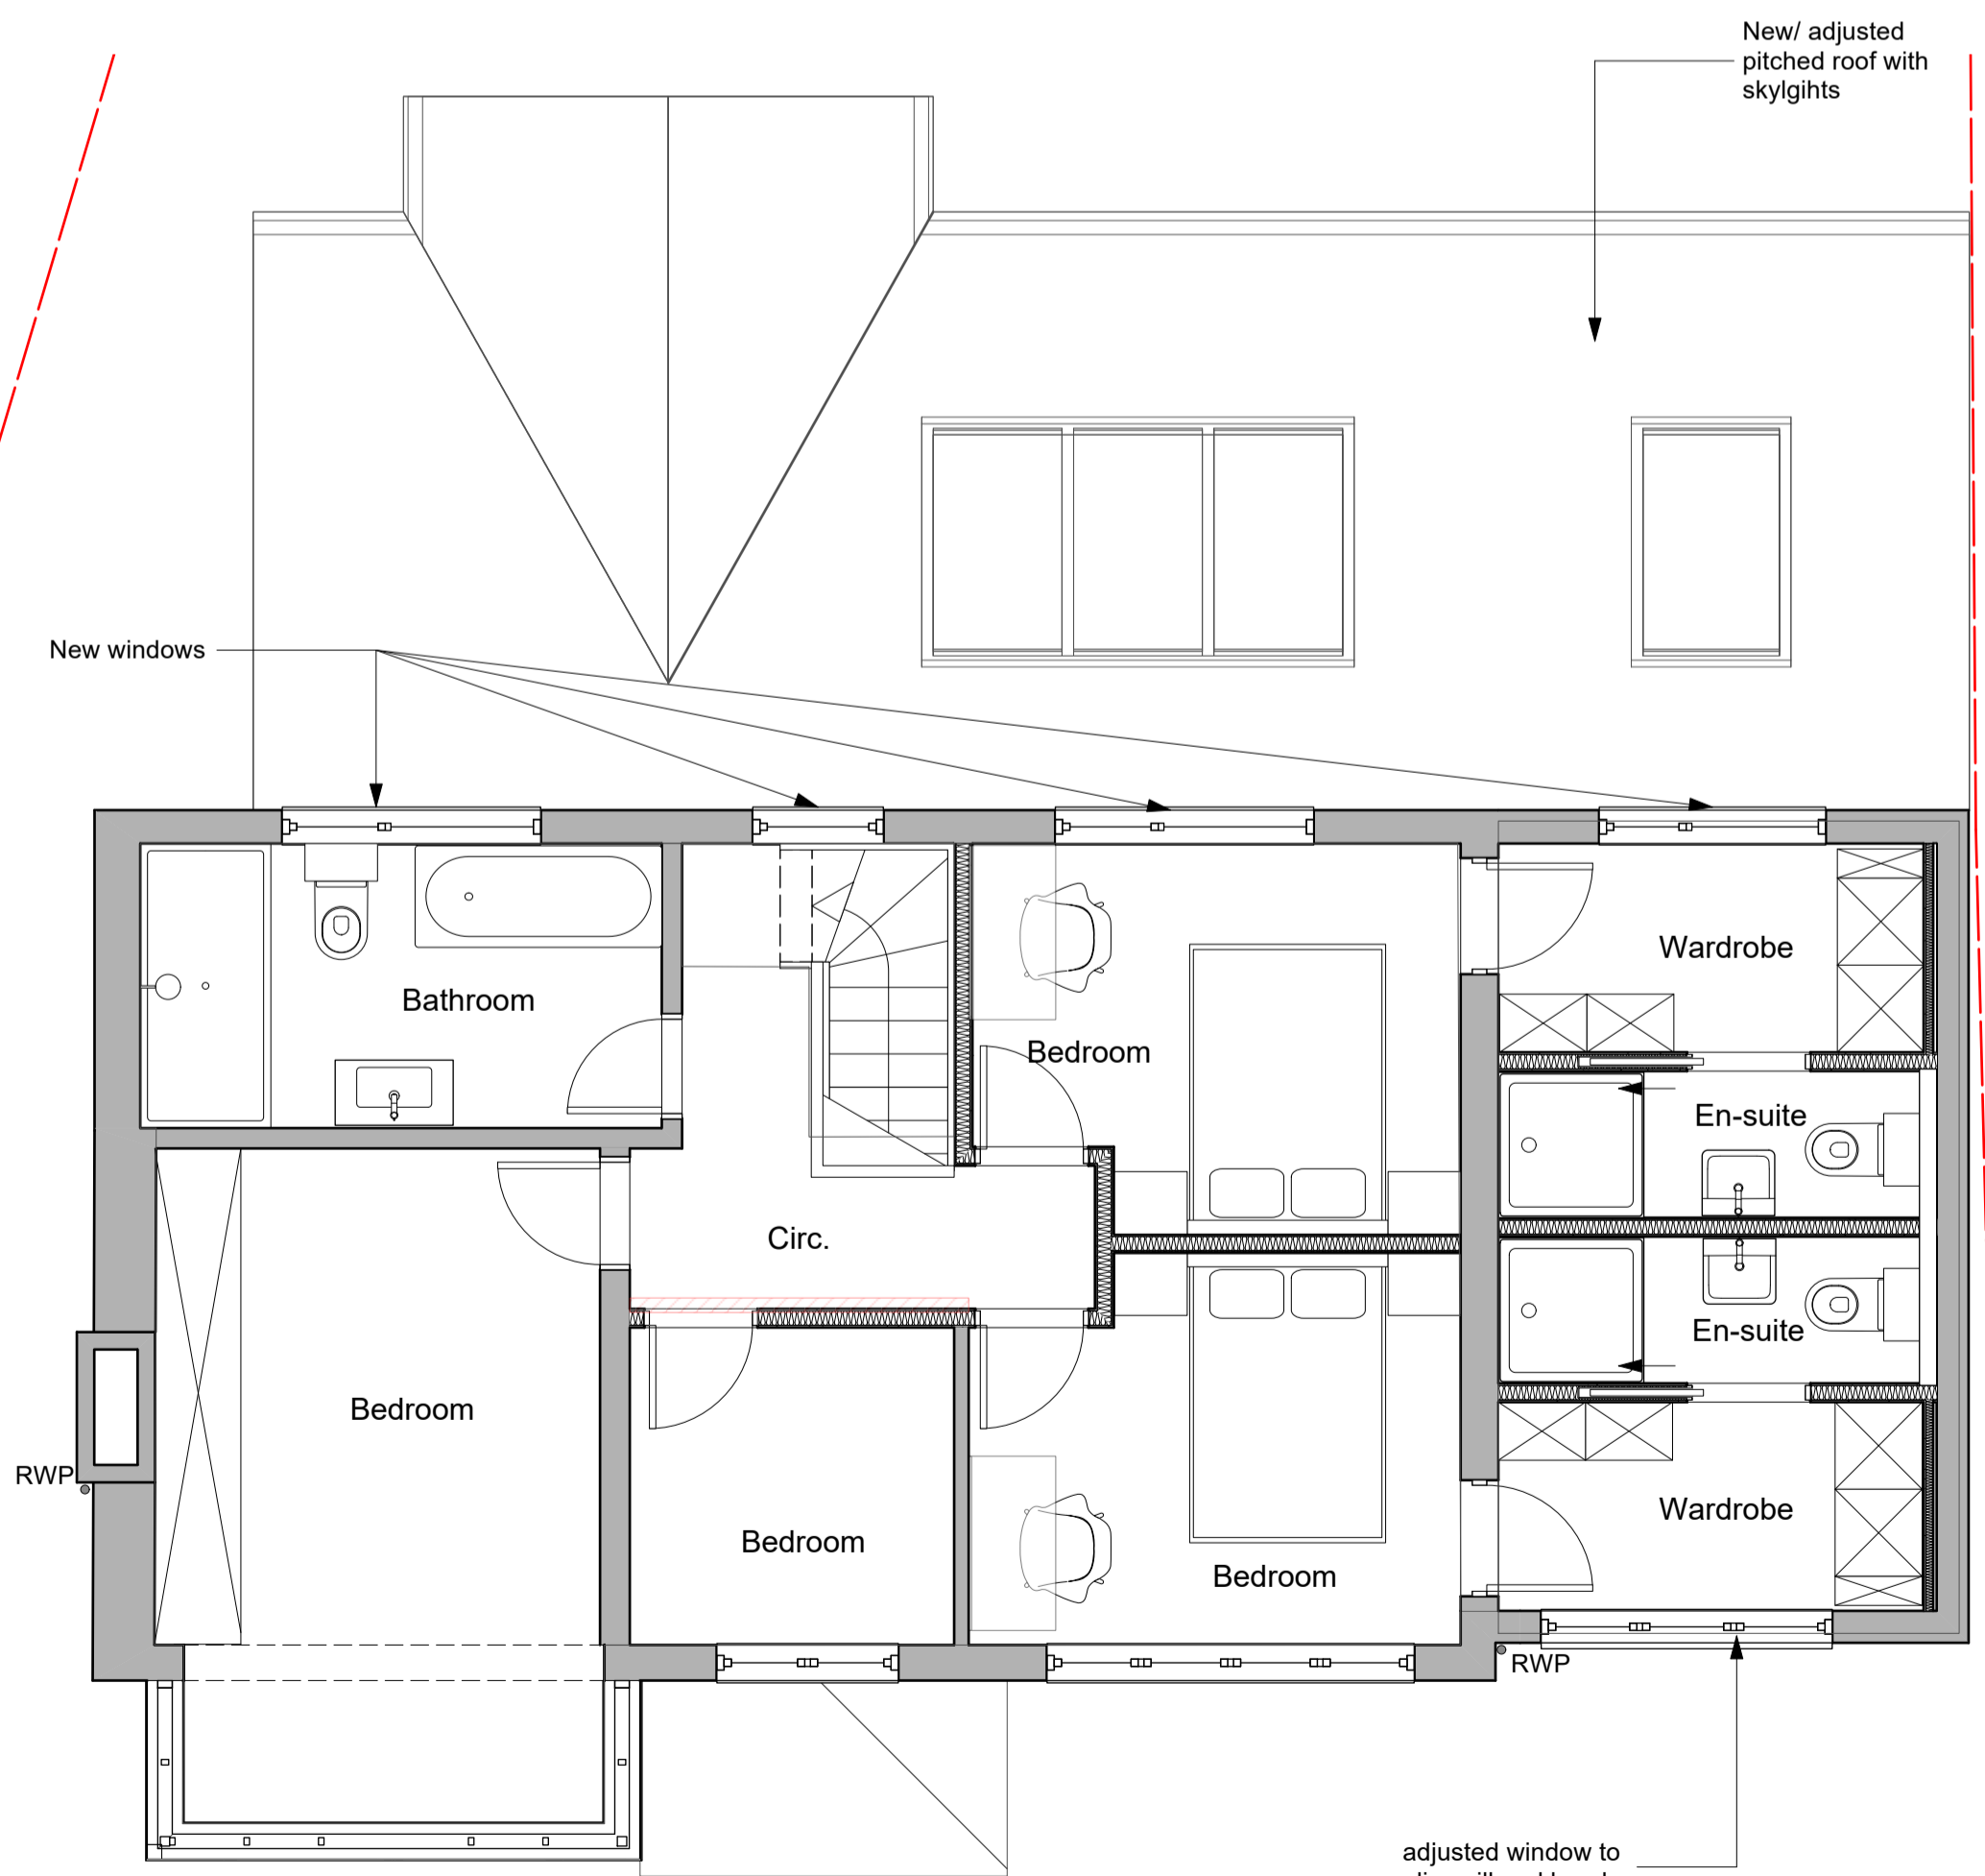 New/ adjusted
pitched roof with
skylgihts
New windows
Bathroom
Wardrobe
Bedroom
En-suite
Circ.
En-suite
Bedroom
RWP
Wardrobe
Bedroom
Bedroom
RWP
adjusted window to